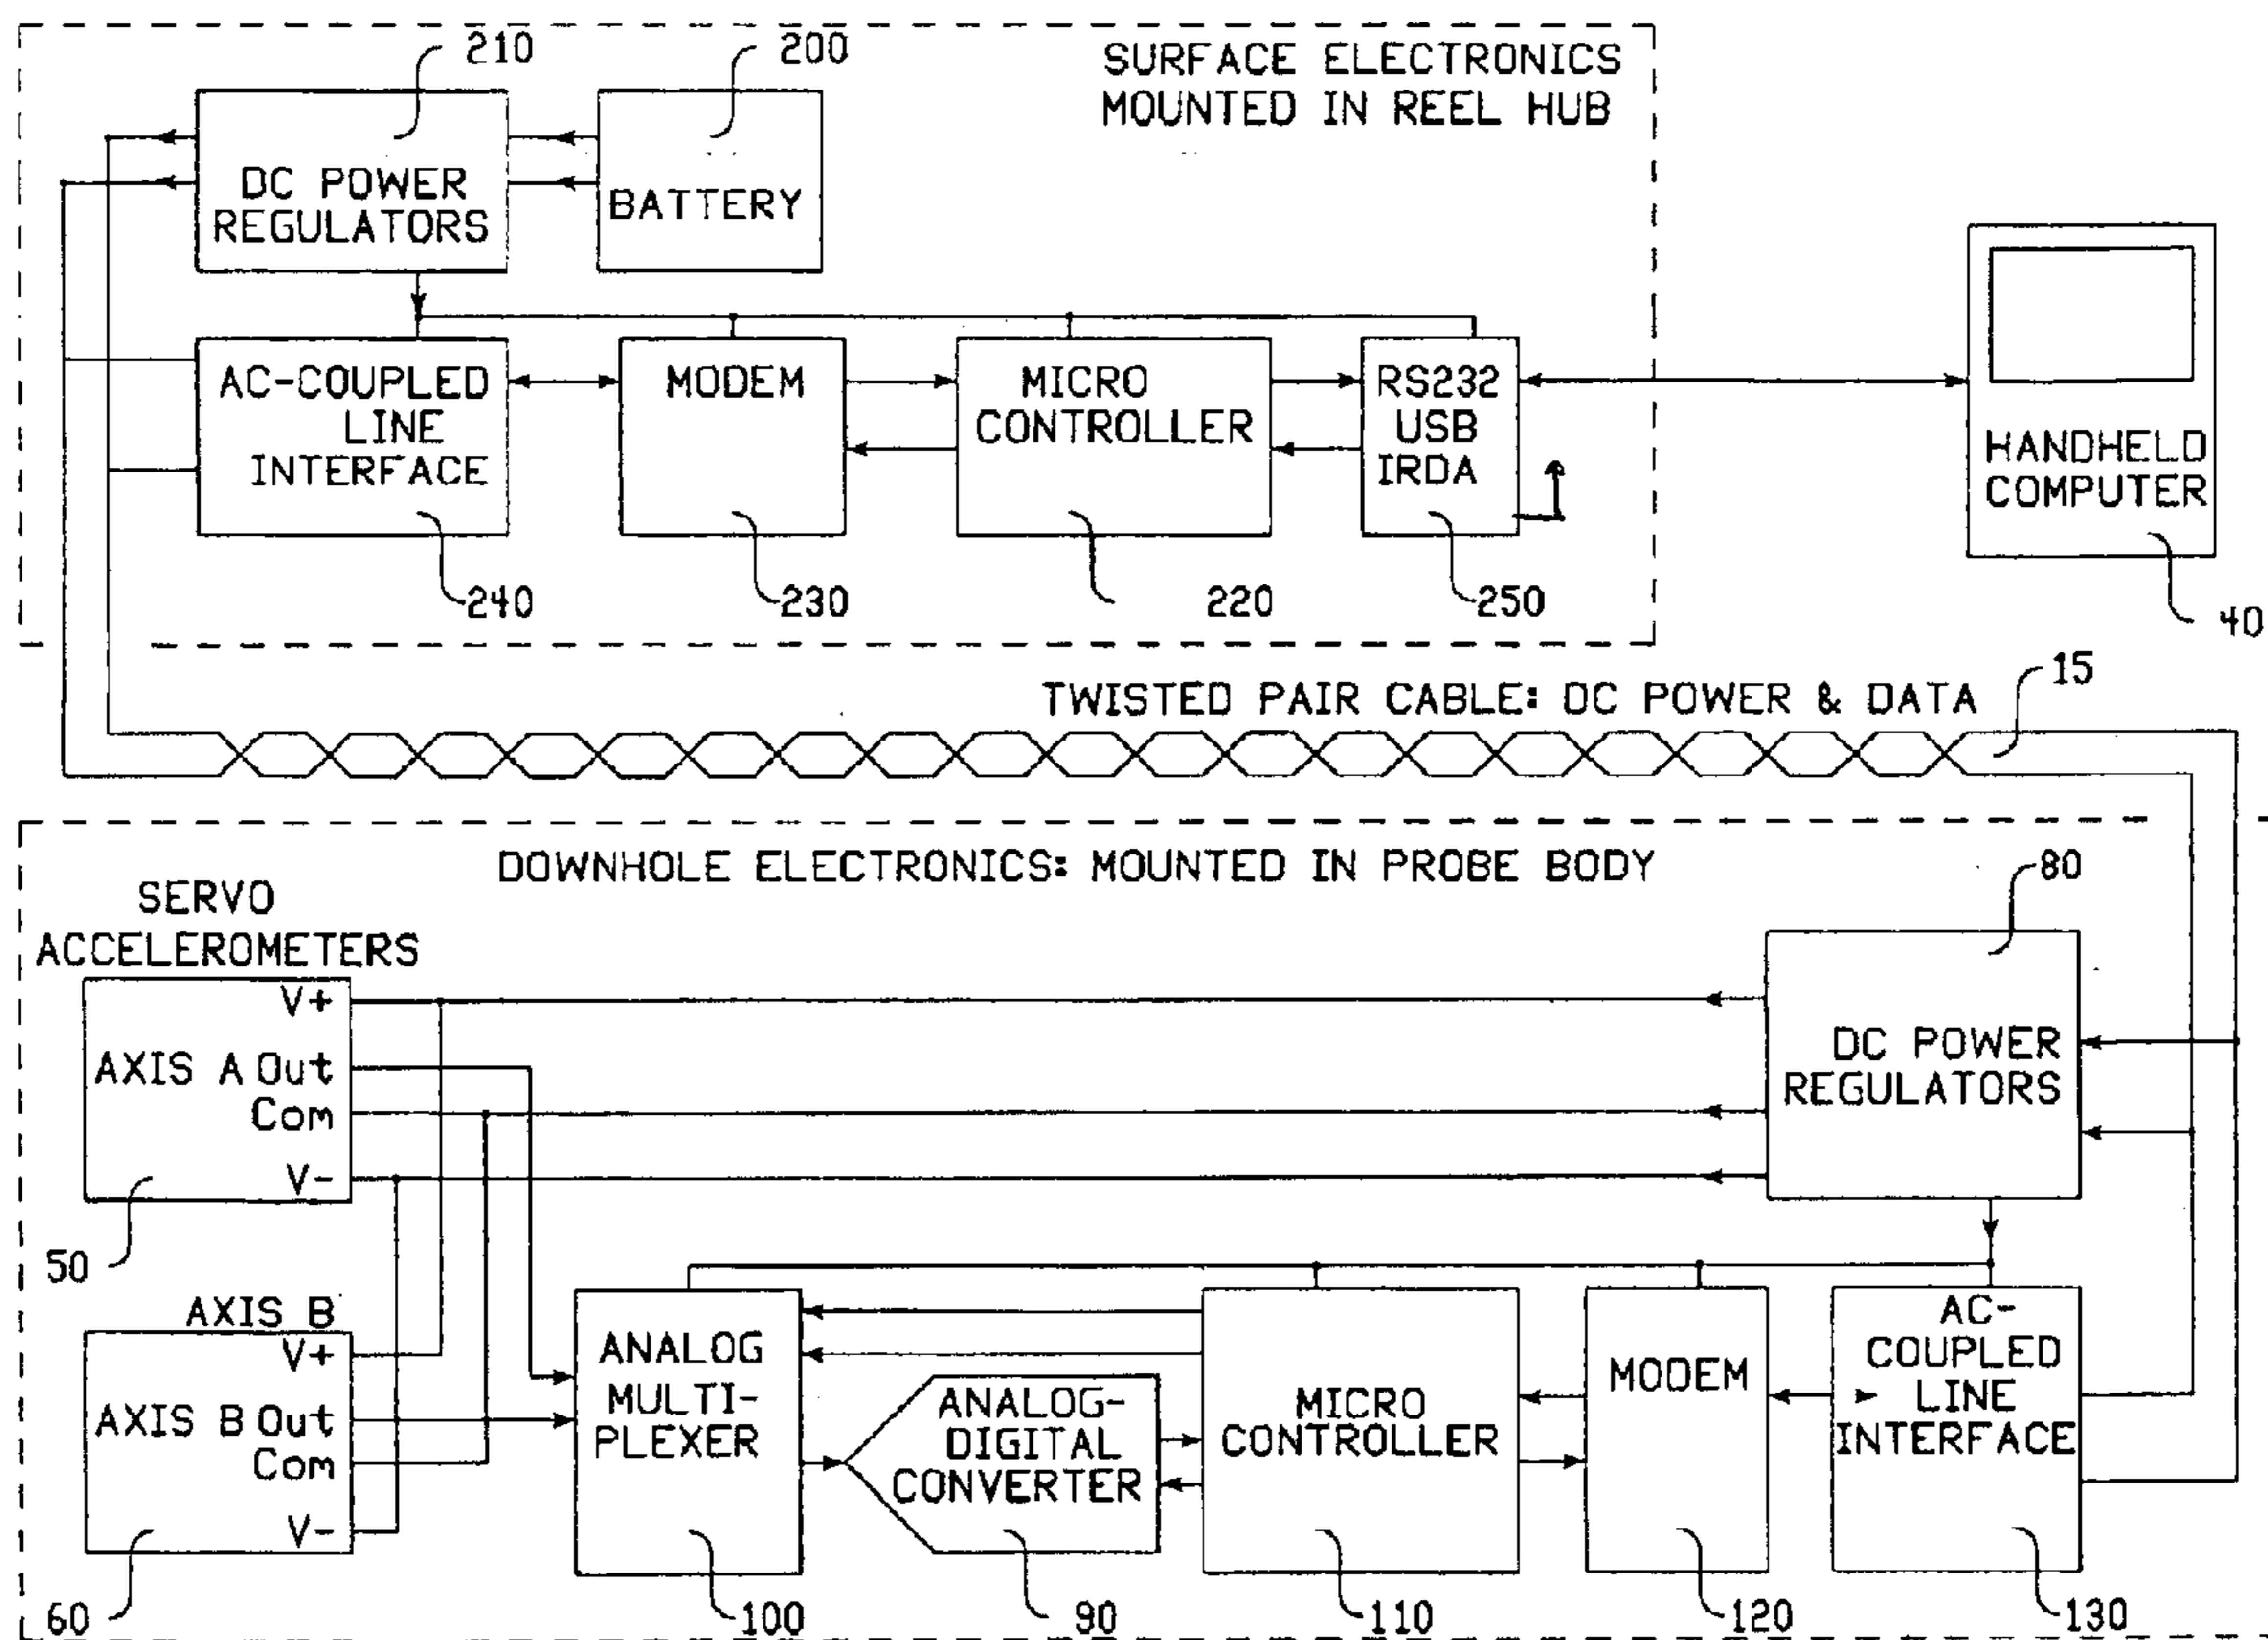 210
200
SURFACE ELECTRONICS
MOUNTED IN REEL HUB
DC POWER
REGULATORS
BATTERY
AC-COUPLED
LINE
INTERFACE
MODEM
MICRO
CONTROLLER
RS232
USB
IRDA
HANDHELD
COMPUTER
240
230
220
250
40
TWISTED PAIR CABLE: DC POWER & DATA
15
DOWNHOLE ELECTRONICS: MOUNTED IN PROBE BODY
80
SERVO
ACCELEROMETERS
V+
AXIS A Out
Com
V-
50
DC POWER
REGULATORS
AXIS B
V+
AXIS B Out
Com
V-
60
ANALOG
MULTI-
PLEXER
ANALOG-
DIGITAL
CONVERTER
MICRO
CONTROLLER
MODEM
AC-
COUPLED
LINE
INTERFACE
100
90
110
120
130